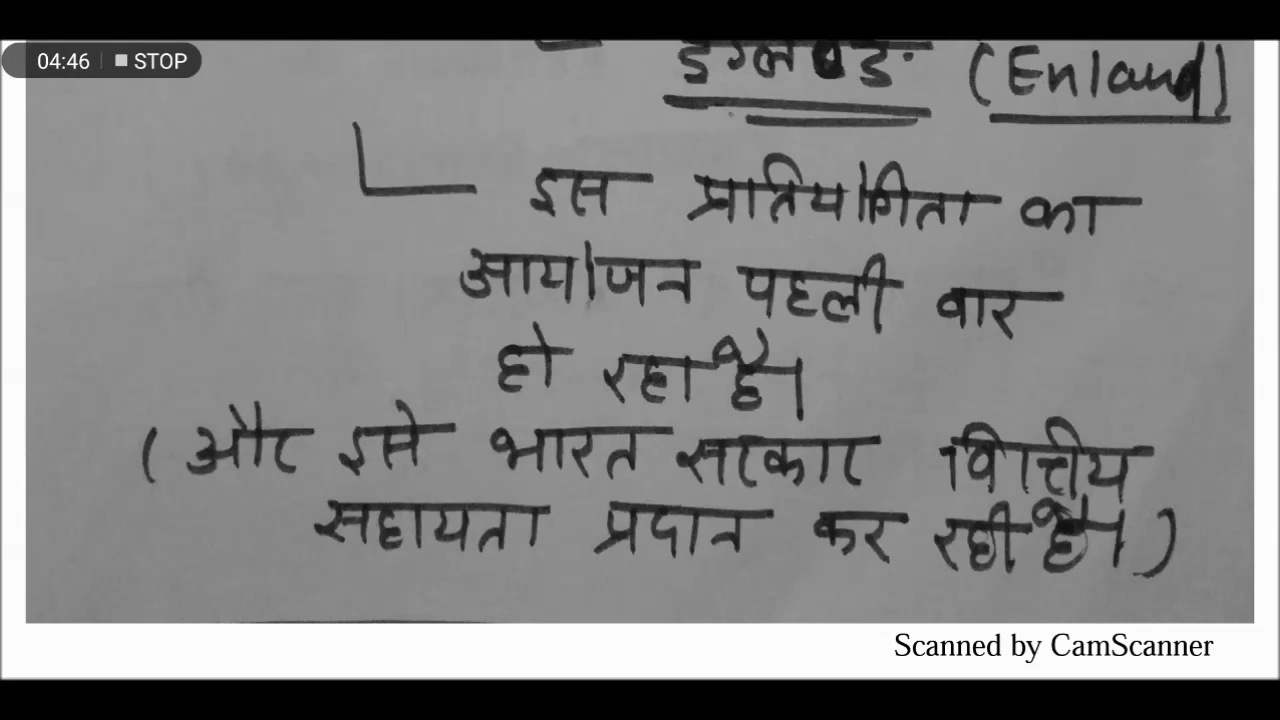 इंग्लैण्ड (Enland)
04:46 STOP
इस प्रतियोगिता का
आयोजन पहली बार
हो रहा है।
(और इसे भारत सरकार वित्तीय
सहायता प्रदान कर रही है।)
Scanned by CamScanner